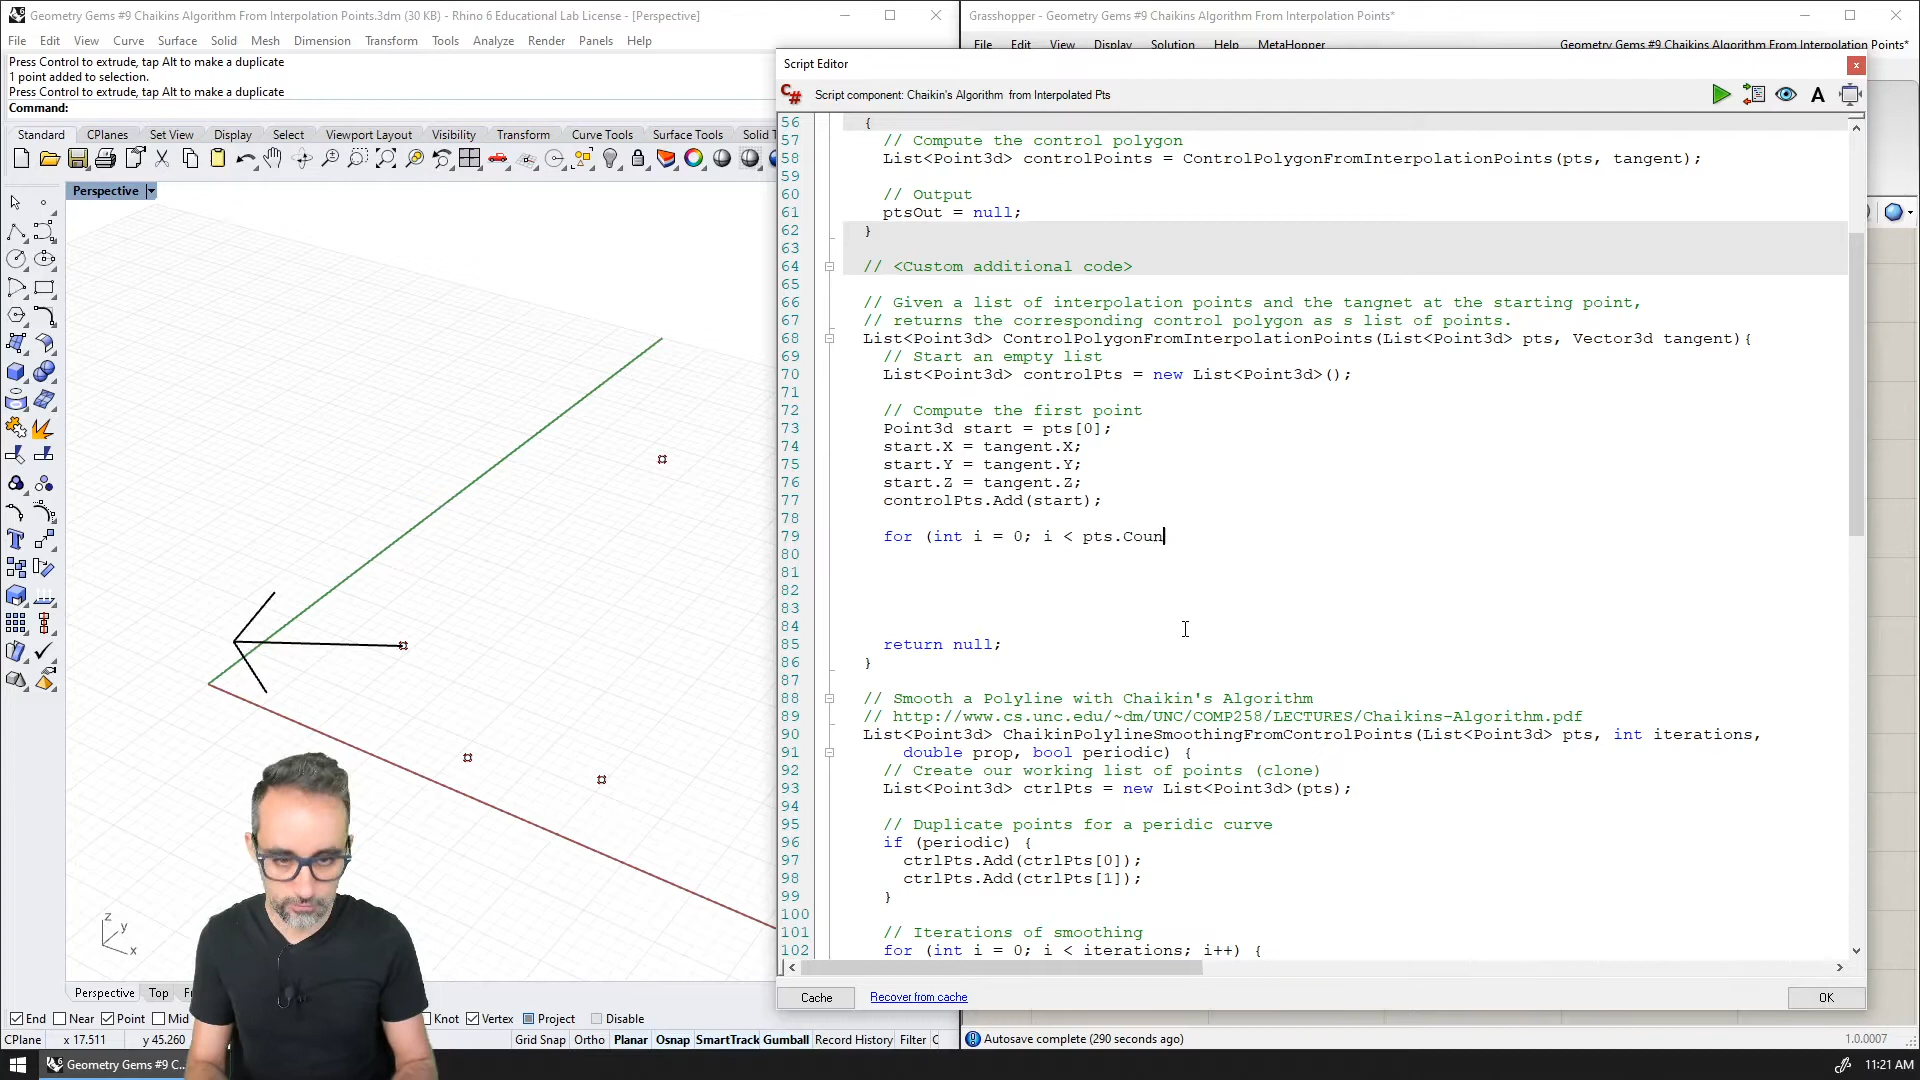 Geometry Gems #9 Chaikins Algorithm From Interpolation Points.3dm (30 KB) - Rhino 6 Educational Lab License - [Perspective]
File Edit View Curve Surface Solid Mesh Dimension Transform Tools Analyze Render Panels Help
Press Control to extrude, tap Alt to make a duplicate
1 point added to selection.
Press Control to extrude, tap Alt to make a duplicate
Command:
Standard CPlanes Set View Display Select Viewport Layout Visibility Transform Curve Tools Surface Tools Solid T
Perspective
z
y
x
Perspective Top
End Near Point Mid Knot Vertex Project Disable
CPlane x 17.511 y 45.260 Grid Snap Ortho Planar Osnap SmartTrack Gumball Record History Filter
Geometry Gems #9 C...
Grasshopper - Geometry Gems #9 Chaikins Algorithm From Interpolation Points*
File Edit View Display Solution Help MetaHopper Geometry Gems #9 Chaikins Algorithm From Interpolation Points*
Script Editor
C# Script component: Chaikin's Algorithm from Interpolated Pts
A
56 {
57 // Compute the control polygon
58 List<Point3d> controlPoints = ControlPolygonFromInterpolationPoints(pts, tangent);
59
60 // Output
61 ptsOut = null;
62 }
63
64 // <Custom additional code>
65
66 // Given a list of interpolation points and the tangnet at the starting point,
67 // returns the corresponding control polygon as s list of points.
68 List<Point3d> ControlPolygonFromInterpolationPoints(List<Point3d> pts, Vector3d tangent){
69 // Start an empty list
70 List<Point3d> controlPts = new List<Point3d>();
71
72 // Compute the first point
73 Point3d start = pts[0];
74 start.X = tangent.X;
75 start.Y = tangent.Y;
76 start.Z = tangent.Z;
77 controlPts.Add(start);
78
79 for (int i = 0; i < pts.Coun
80
81
82
83
84
85 return null;
86 }
87
88 // Smooth a Polyline with Chaikin's Algorithm
89 // http://www.cs.unc.edu/~dm/UNC/COMP258/LECTURES/Chaikins-Algorithm.pdf
90 List<Point3d> ChaikinPolylineSmoothingFromControlPoints(List<Point3d> pts, int iterations,
91 double prop, bool periodic) {
92 // Create our working list of points (clone)
93 List<Point3d> ctrlPts = new List<Point3d>(pts);
94
95 // Duplicate points for a peridic curve
96 if (periodic) {
97 ctrlPts.Add(ctrlPts[0]);
98 ctrlPts.Add(ctrlPts[1]);
99 }
100
101 // Iterations of smoothing
102 for (int i = 0; i < iterations; i++) {
Cache Recover from cache OK
Autosave complete (290 seconds ago) 1.0.0007
11:21 AM